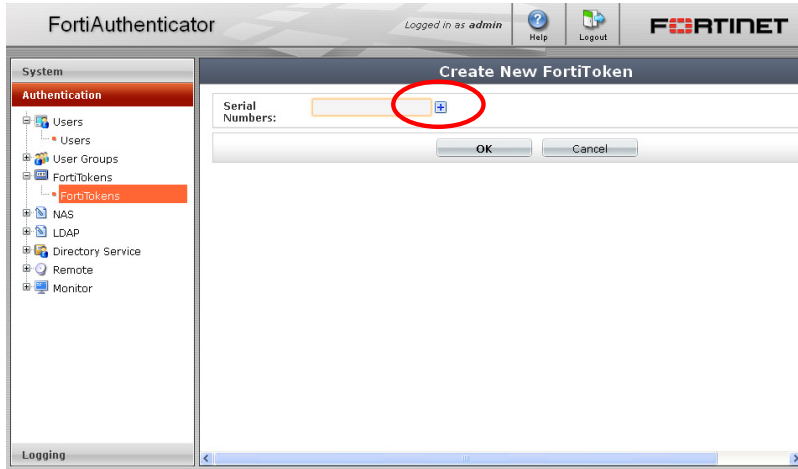 FortiAuthenticator
Logged in as admin
Help
Logout
FORTINET
System
Authentication
Users
Users
User Groups
FortiTokens
FortiTokens
NAS
LDAP
Directory Service
Remote
Monitor
Logging
Create New FortiToken
Serial
Numbers:
OK
Cancel